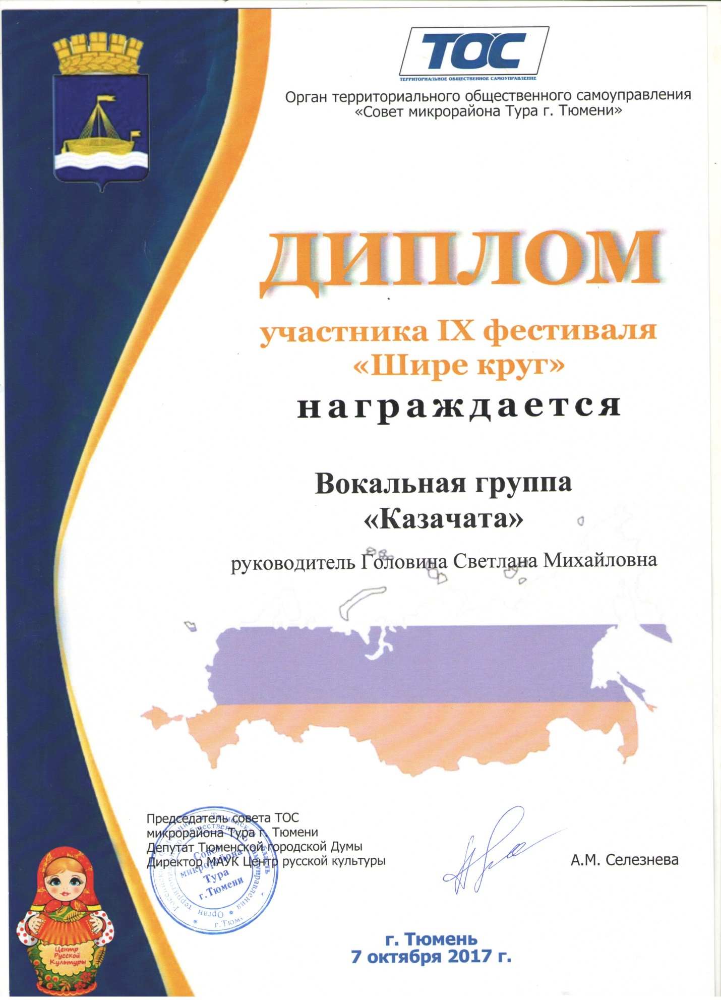 ТОС
ТЕРРИТОРИАЛЬНОЕ ОБЩЕСТВЕННОЕ САМОУПРАВЛЕНИЕ
Орган территориального общественного самоуправления
«Совет микрорайона Тура г. Тюмени»
ДИПЛОМ
участника IX фестиваля
«Шире круг»
награждается
Вокальная группа
«Казачата»
руководитель Головина Светлана Михайловна
Председатель совета ТОС
микрорайона Тура г. Тюмени
Депутат Тюменской городской Думы
Директор МАУК Центр русской культуры
А.М. Селезнева
Совет
микрорайона
Тура
г.Тюмени
Центр
Русской
Культуры
г. Тюмень
7 октября 2017 г.